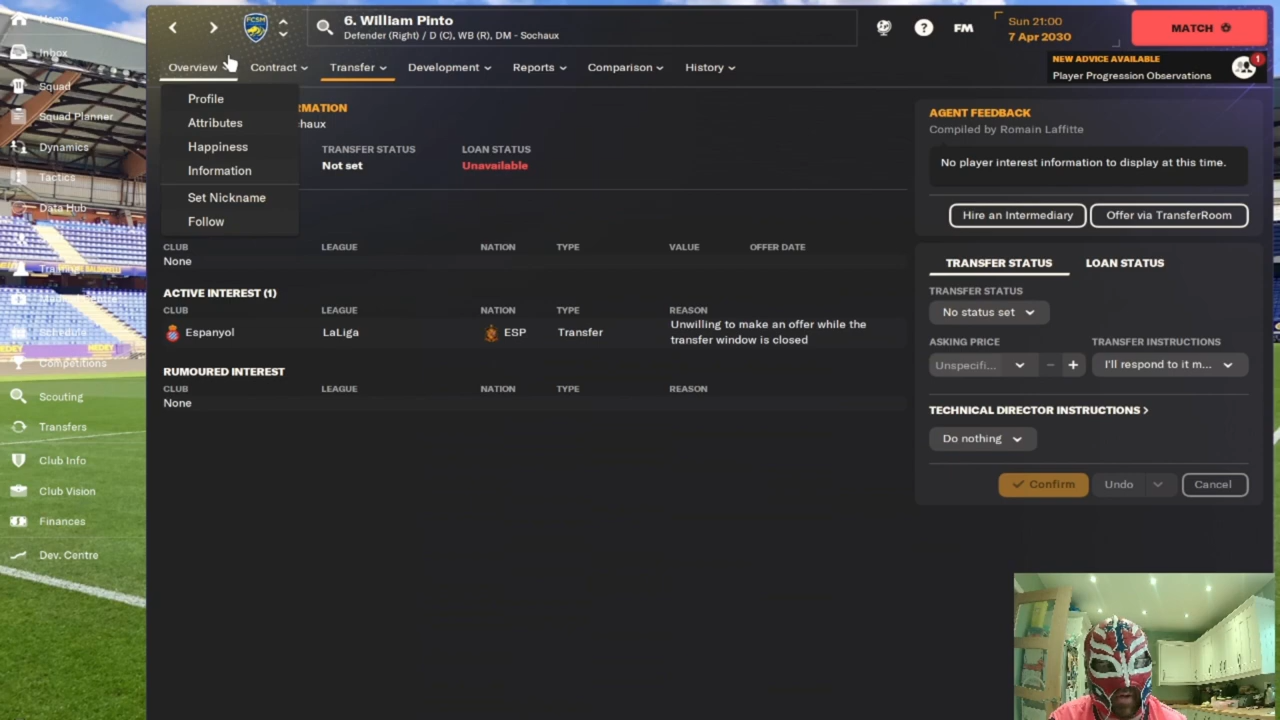 Home
Inbox
Squad
Squad Planner
Dynamics
Tactics
Data Hub
Schedule
Competitions
Scouting
Transfers
Club Info
Club Vision
Finances
Dev. Centre
FCSM
6. William Pinto
Defender (Right) / D (C), WB (R), DM - Sochaux
?
FM
Sun 21:00
7 Apr 2030
MATCH
Overview
Contract
Transfer
Development
Reports
Comparison
History
NEW ADVICE AVAILABLE
Player Progression Observations
1
Profile
Attributes
Happiness
Information
Set Nickname
Follow
RMATION
haux
TRANSFER STATUS
LOAN STATUS
Not set
Unavailable
CLUB LEAGUE NATION TYPE VALUE OFFER DATE
None
ACTIVE INTEREST (1)
CLUB LEAGUE NATION TYPE REASON
Espanyol LaLiga ESP Transfer Unwilling to make an offer while the
transfer window is closed
RUMOURED INTEREST
CLUB LEAGUE NATION TYPE REASON
None
AGENT FEEDBACK
Compiled by Romain Laffitte
No player interest information to display at this time.
Hire an Intermediary
Offer via TransferRoom
TRANSFER STATUS
LOAN STATUS
TRANSFER STATUS
No status set
ASKING PRICE
TRANSFER INSTRUCTIONS
Unspecifi... − +
I'll respond to it m...
TECHNICAL DIRECTOR INSTRUCTIONS >
Do nothing
Confirm
Undo
Cancel